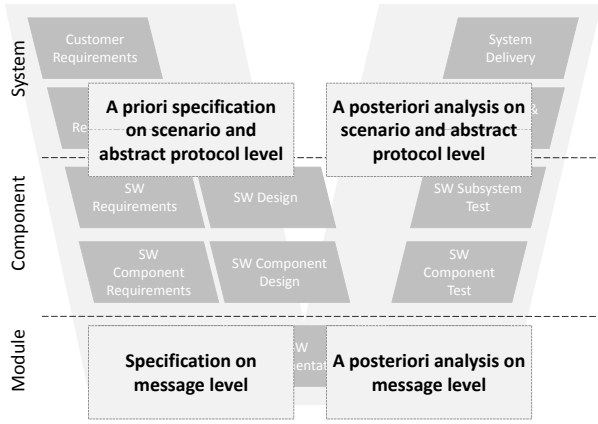 System
Customer
Requirements
System
Delivery
A priori specification
on scenario and
abstract protocol level
A posteriori analysis on
scenario and abstract
protocol level
Re
&
Component
SW
Requirements
SW Design
SW Subsystem
Test
SW
Component
Requirements
SW Component
Design
SW
Component
Test
Module
Specification on
message level
A posteriori analysis on
message level